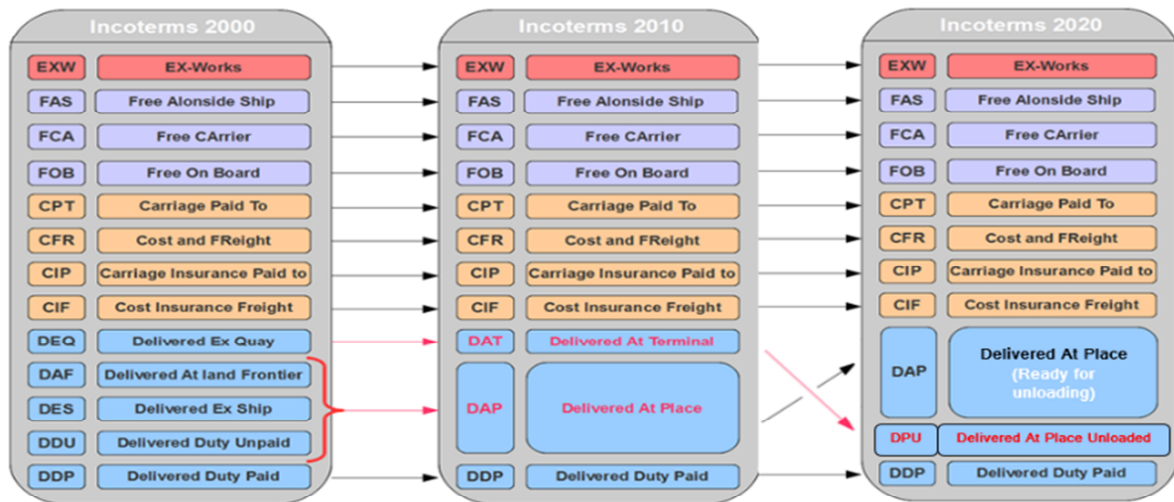 Incoterms 2000
EXW EX-Works
FAS Free Alonside Ship
FCA Free CArrier
FOB Free On Board
CPT Carriage Paid To
CFR Cost and FReight
CIP Carriage Insurance Paid to
CIF Cost Insurance Freight
DEQ Delivered Ex Quay
DAF Delivered At land Frontier
DES Delivered Ex Ship
DDU Delivered Duty Unpaid
DDP Delivered Duty Paid
Incoterms 2010
EXW EX-Works
FAS Free Alonside Ship
FCA Free CArrier
FOB Free On Board
CPT Carriage Paid To
CFR Cost and FReight
CIP Carriage Insurance Paid to
CIF Cost Insurance Freight
DAT Delivered At Terminal
DAP Delivered At Place
DDP Delivered Duty Paid
Incoterms 2020
EXW EX-Works
FAS Free Alonside Ship
FCA Free CArrier
FOB Free On Board
CPT Carriage Paid To
CFR Cost and FReight
CIP Carriage Insurance Paid to
CIF Cost Insurance Freight
DAP Delivered At Place
(Ready for
unloading)
DPU Delivered At Place Unloaded
DDP Delivered Duty Paid